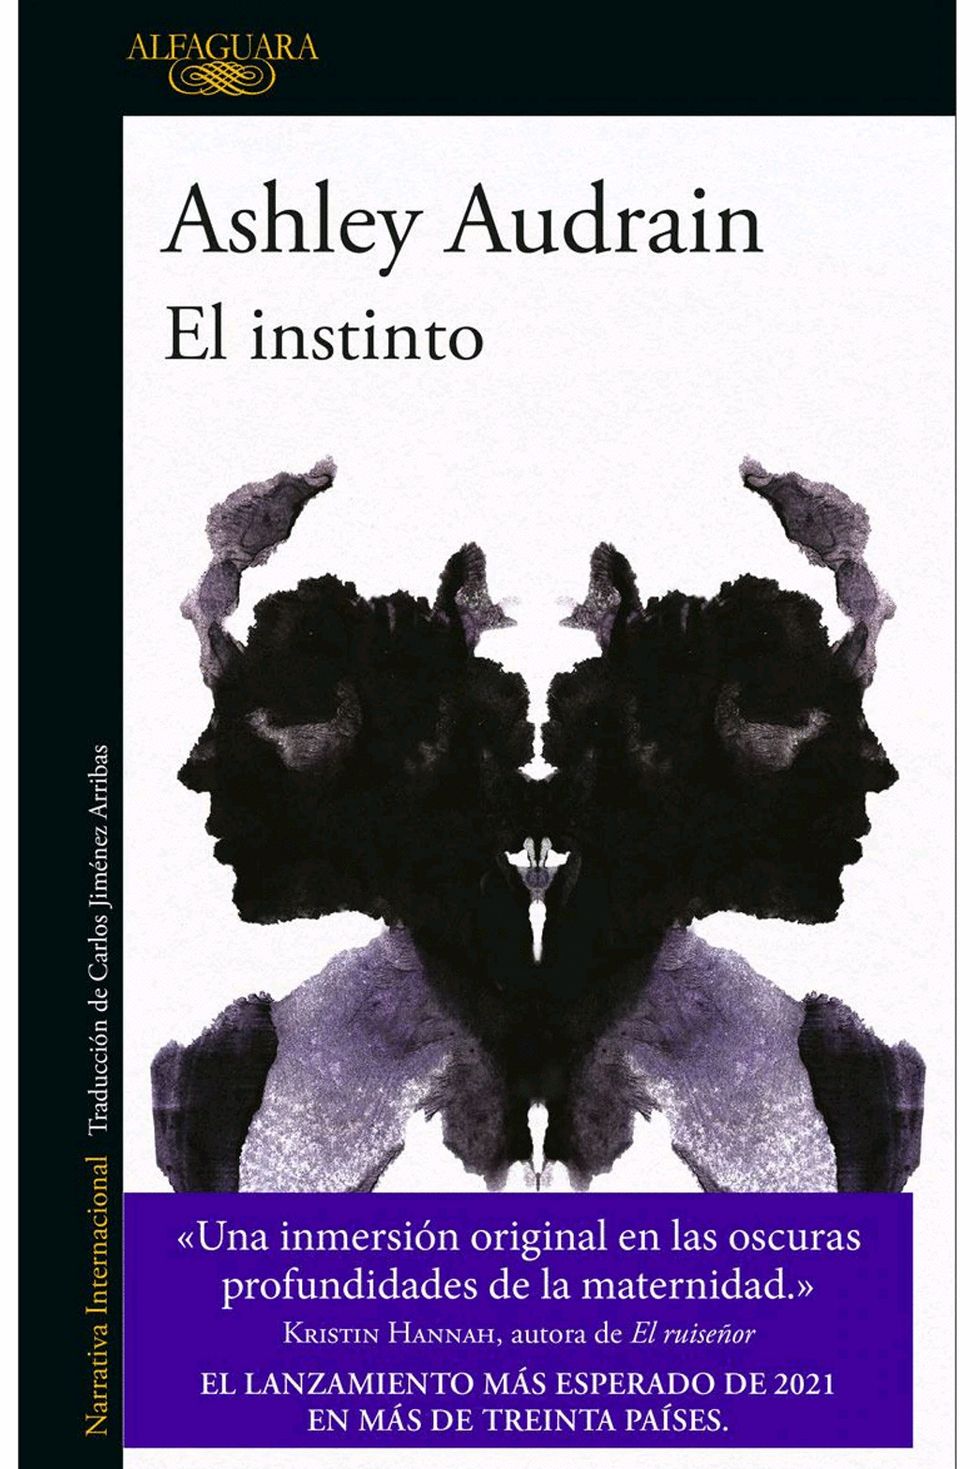 ALFAGUARA
Ashley Audrain
El instinto
Narrativa Internacional Traducción de Carlos Jiménez Arribas
«Una inmersión original en las oscuras
profundidades de la maternidad.»
Kristin Hannah, autora de El ruiseñor
EL LANZAMIENTO MÁS ESPERADO DE 2021
EN MÁS DE TREINTA PAÍSES.